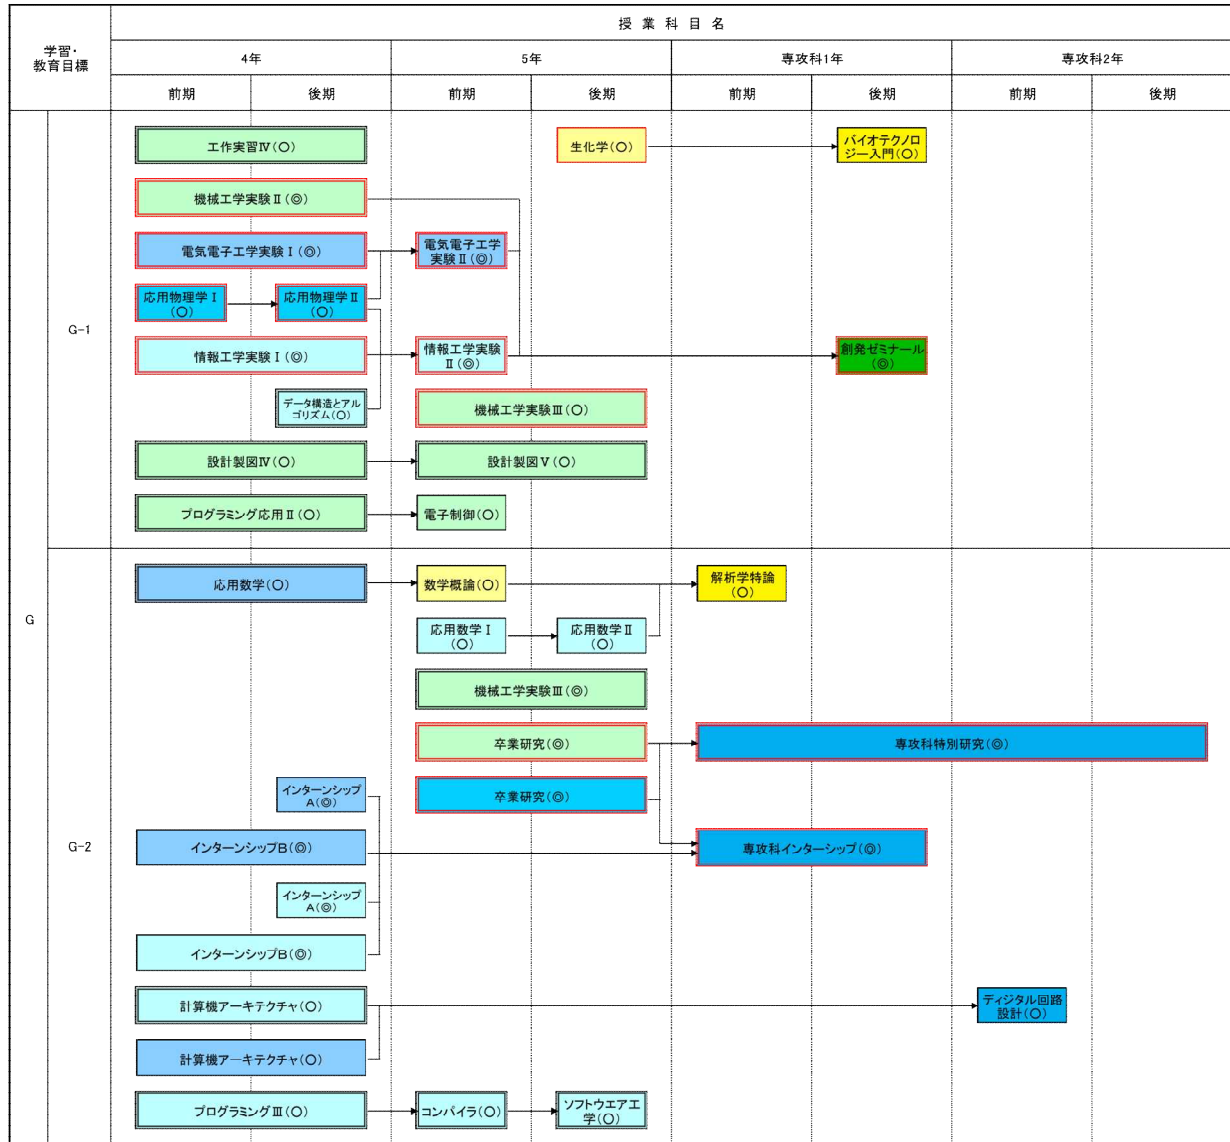 授 業 科 目 名
学習・
教育目標
4年
5年
専攻科1年
専攻科2年
前期
後期
前期
後期
前期
後期
前期
後期
工作実習Ⅳ(○)
生化学(○)
バイオテクノロ
ジー入門(○)
機械工学実験Ⅱ(◎)
電気電子工学実験Ⅰ(◎)
電気電子工学
実験Ⅱ(◎)
応用物理学Ⅰ
(○)
応用物理学Ⅱ
(○)
G-1
情報工学実験Ⅰ(◎)
情報工学実験
Ⅱ(◎)
創発ゼミナール
(◎)
データ構造とアル
ゴリズム(○)
機械工学実験Ⅲ(○)
設計製図Ⅳ(○)
設計製図Ⅴ(○)
プログラミング応用Ⅱ(○)
電子制御(○)
G
応用数学(○)
数学概論(○)
解析学特論
(○)
応用数学Ⅰ
(○)
応用数学Ⅱ
(○)
機械工学実験Ⅲ(◎)
卒業研究(◎)
専攻科特別研究(◎)
インターンシップ
A(◎)
卒業研究(◎)
G-2
インターンシップB(◎)
専攻科インターシップ(◎)
インターンシップ
A(◎)
インターンシップB(◎)
計算機アーキテクチャ(○)
ディジタル回路
設計(○)
計算機アーキテクチャ(○)
プログラミングⅢ(○)
コンパイラ(○)
ソフトウエア工
学(○)